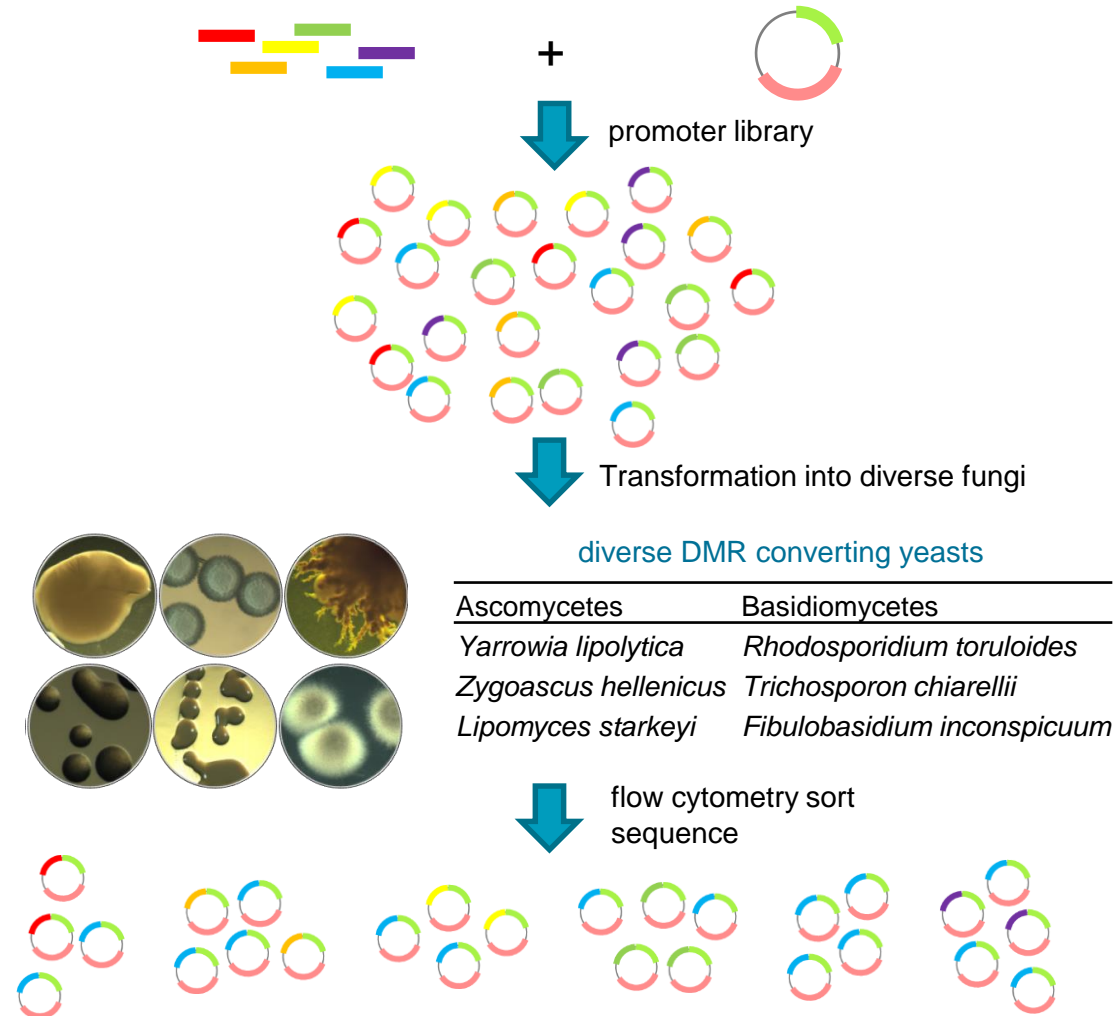 +
promoter library
Transformation into diverse fungi
diverse DMR converting yeasts
Ascomycetes Basidiomycetes
Yarrowia lipolytica Rhodosporidium toruloides
Zygoascus hellenicus Trichosporon chiarellii
Lipomyces starkeyi Fibulobasidium inconspicuum
flow cytometry sort
sequence